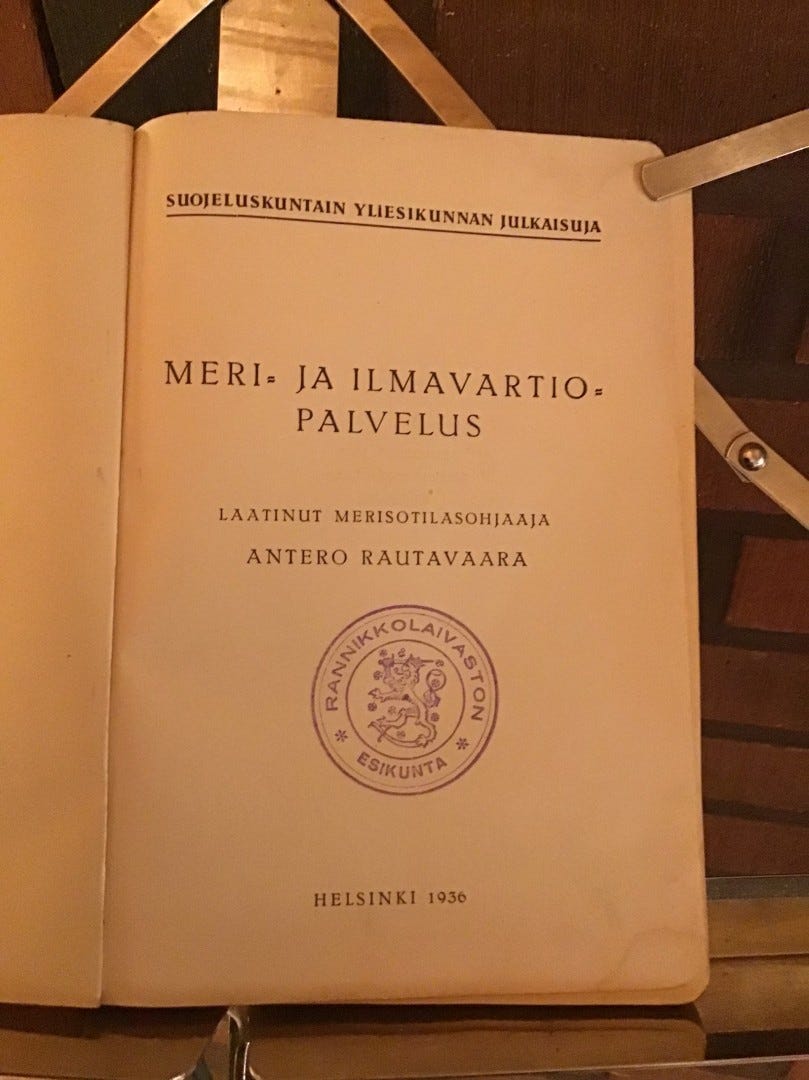 SUOJELUSKUNTAIN YLIESIKUNNAN JULKAISUJA
MERI= JA ILMAVARTIO=
PALVELUS
LAATINUT MERISOTILASOHJAAJA
ANTERO RAUTAVAARA
RANNIKKOLAIVASTON
* ESIKUNTA *
HELSINKI 1936